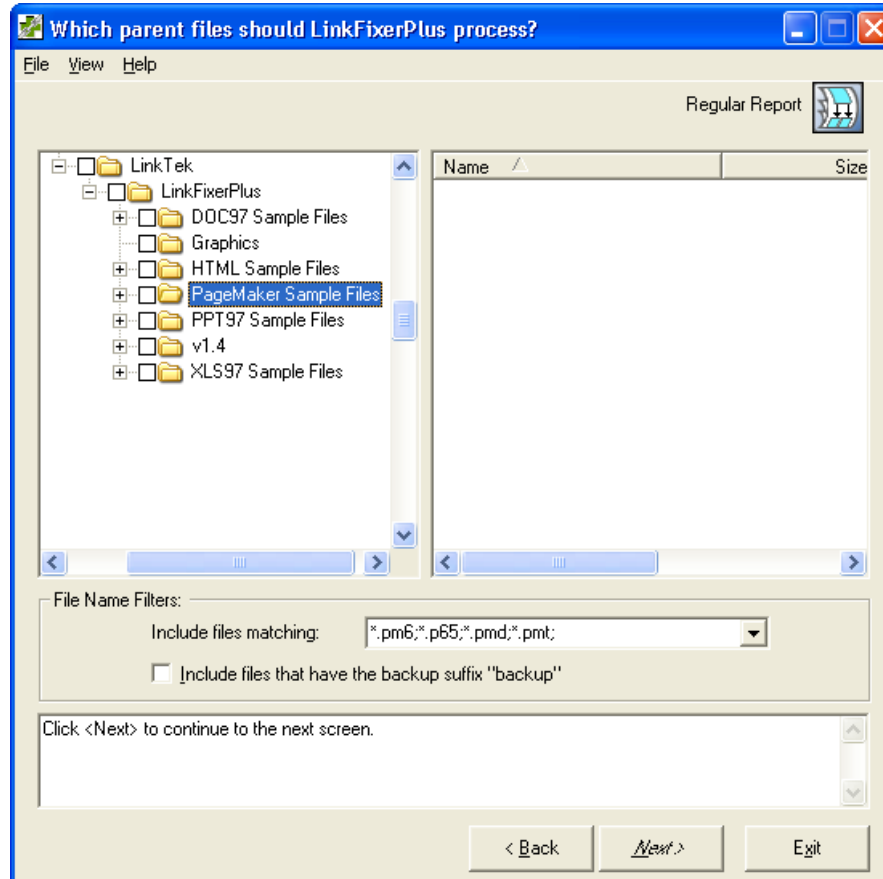 Which parent files should LinkFixerPlus process?
File View Help
Regular Report
LinkTek
LinkFixerPlus
DOC97 Sample Files
Graphics
HTML Sample Files
PageMaker Sample Files
PPT97 Sample Files
v1.4
XLS97 Sample Files
Name Size
File Name Filters:
Include files matching: *.pm6;*.p65;*.pmd;*.pmt;
Include files that have the backup suffix "backup"
Click <Next> to continue to the next screen.
< Back Next > Exit